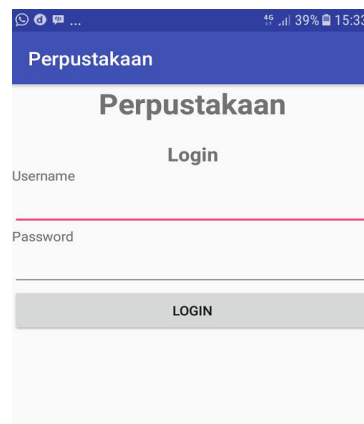 ... 4G 39% 15:33
Perpustakaan
Perpustakaan
Login
Username
Password
LOGIN